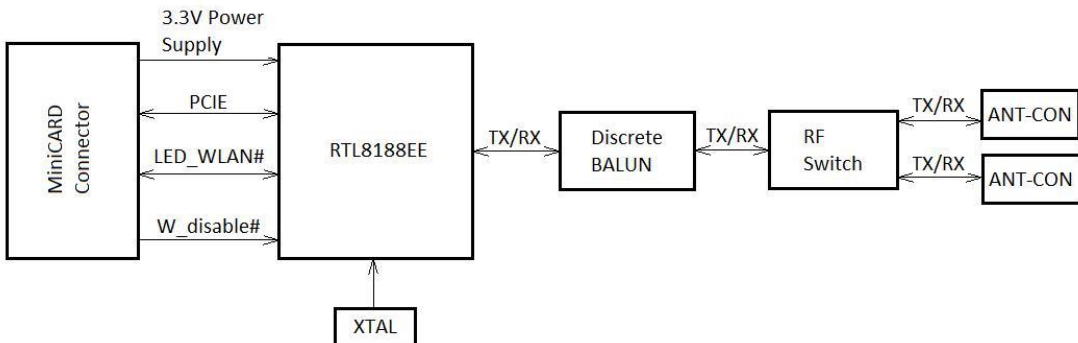 3.3V Power
Supply
MiniCARD
Connector
PCIE
LED_WLAN#
W_disable#
RTL8188EE
XTAL
TX/RX
Discrete
BALUN
TX/RX
RF
Switch
TX/RX
ANT-CON
TX/RX
ANT-CON